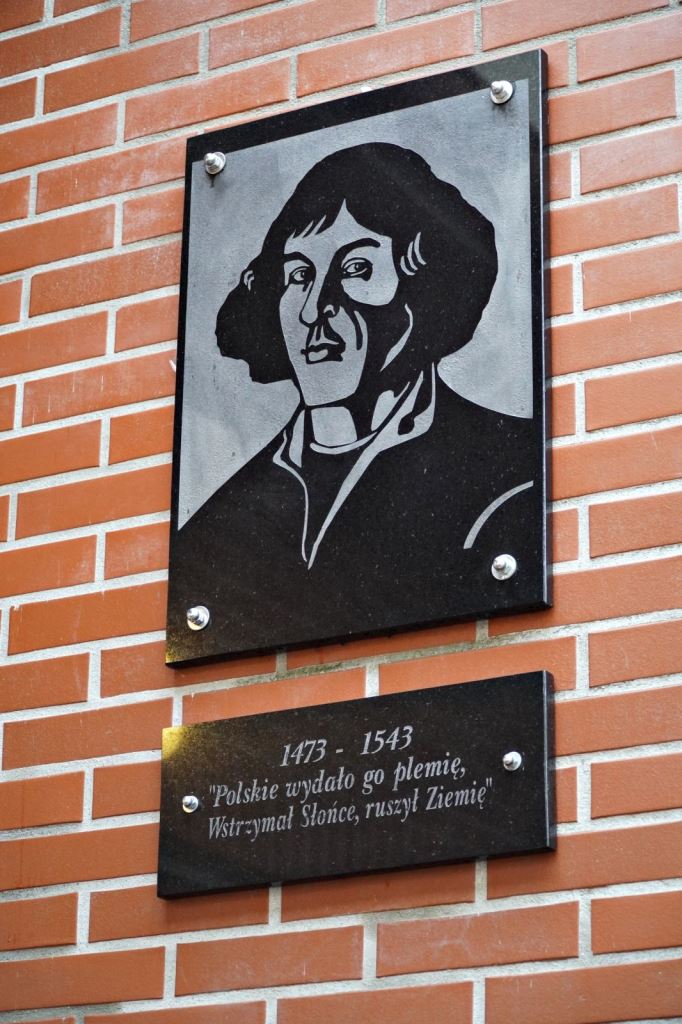 1473 - 1543
"Polskie wydało go plemię,
Wstrzymał Słońce, ruszył Ziemię"